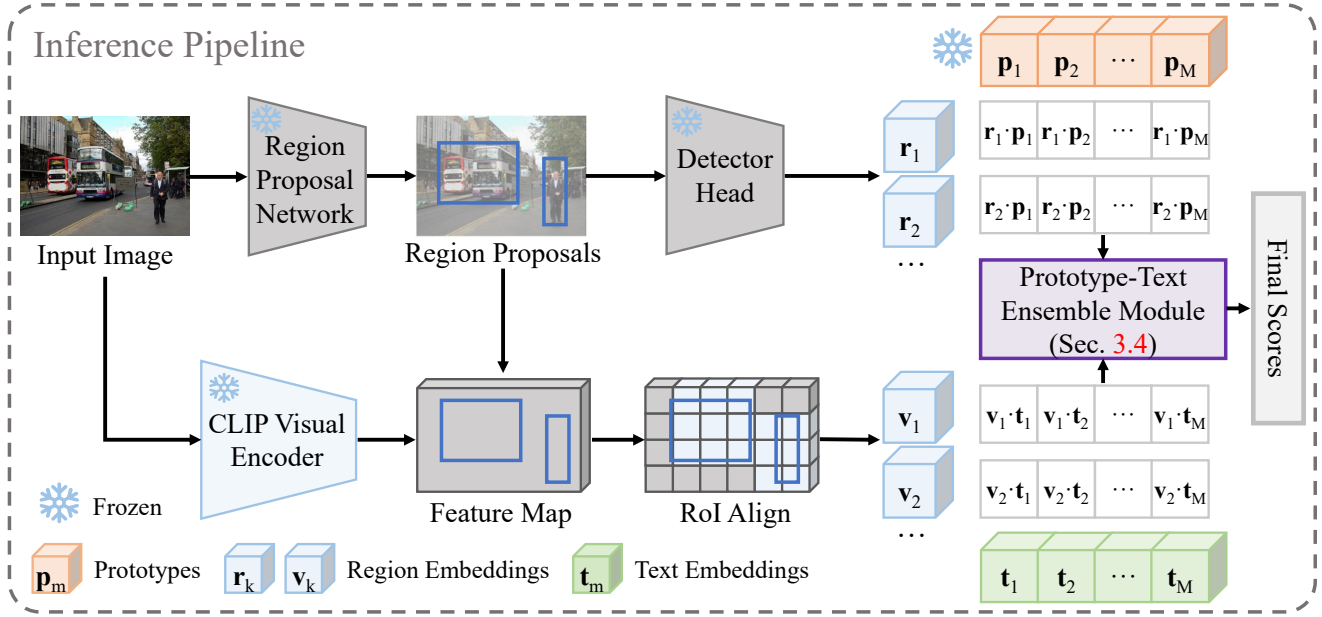 Inference Pipeline
p1 p2 ⋯ pM
Region
Proposal
Network
Detector
Head
r1
r1·p1 r1·p2 ⋯ r1·pM
r2
r2·p1 r2·p2 ⋯ r2·pM
⋯
Input Image
Region Proposals
Prototype-Text
Ensemble Module
(Sec. 3.4)
Final Scores
CLIP Visual
Encoder
v1
v1·t1 v1·t2 ⋯ v1·tM
v2
v2·t1 v2·t2 ⋯ v2·tM
⋯
Feature Map
RoI Align
Frozen
t1 t2 ⋯ tM
pm Prototypes
rk vk Region Embeddings
tm Text Embeddings